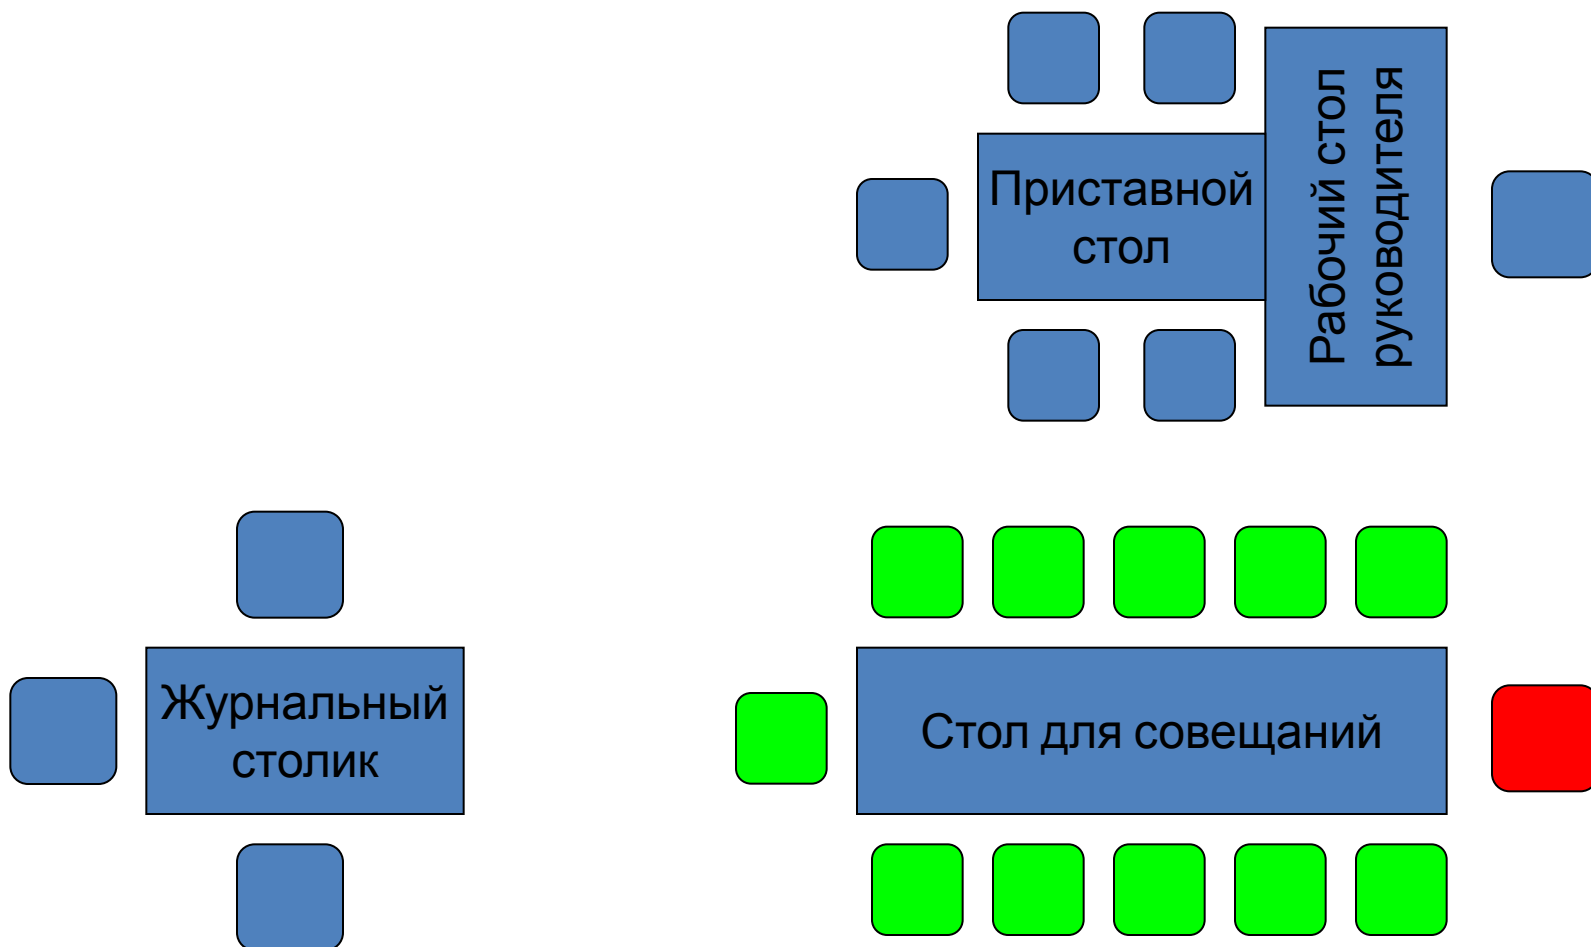 Приставной
стол
Рабочий стол
руководителя
Журнальный
столик
Стол для совещаний